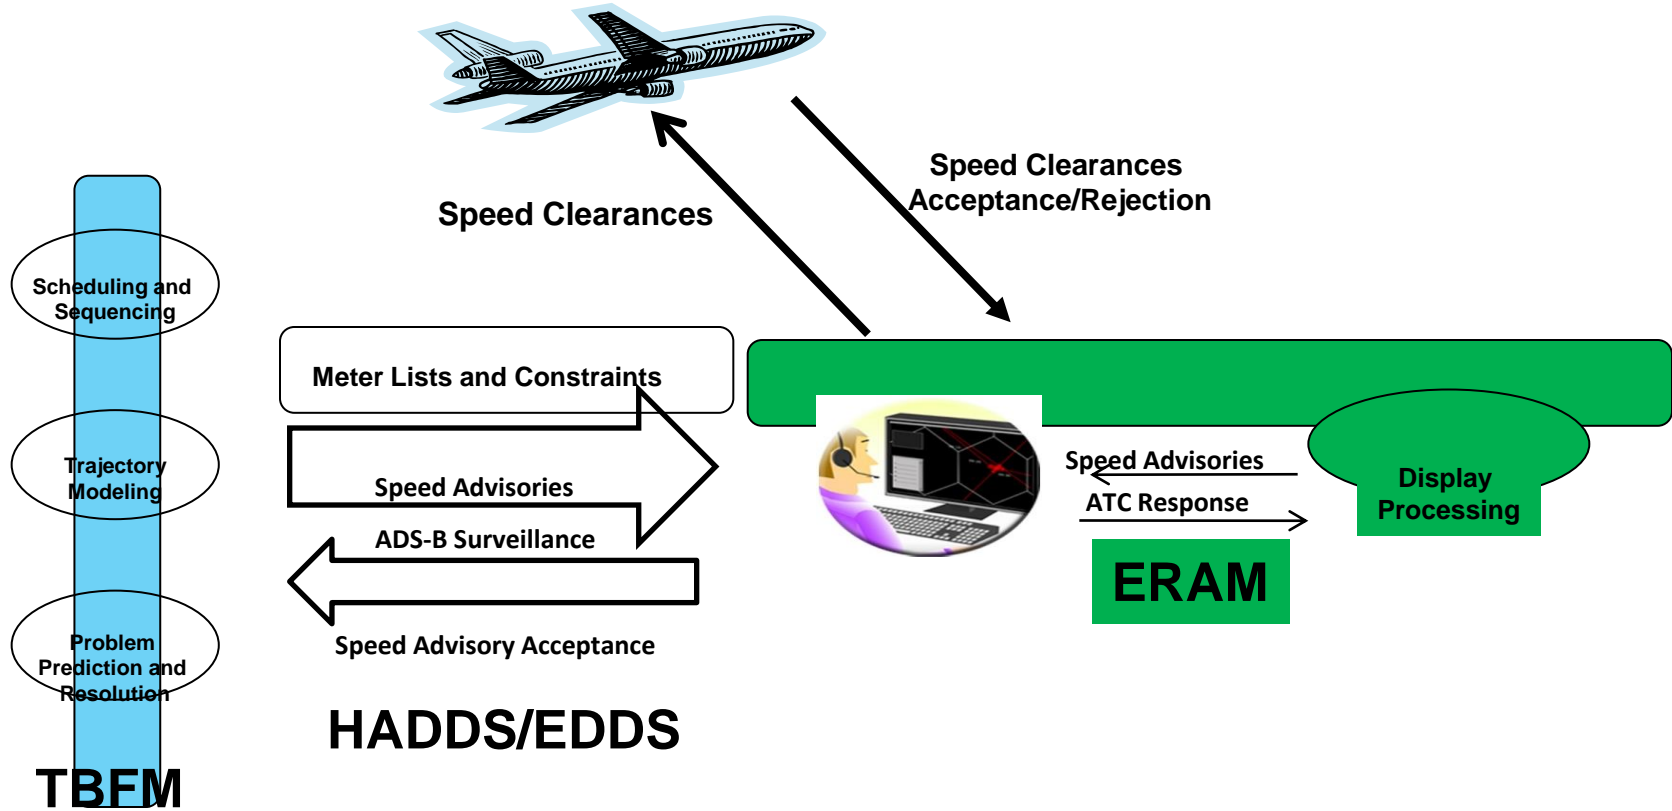 Speed Clearances
Acceptance/Rejection
Speed Clearances
Scheduling and
Sequencing
Meter Lists and Constraints
Trajectory
Modeling
Speed Advisories
ADS-B Surveillance
Speed Advisories
ATC Response
Display
Processing
ERAM
Problem
Prediction and
Resolution
Speed Advisory Acceptance
HADDS/EDDS
TBFM